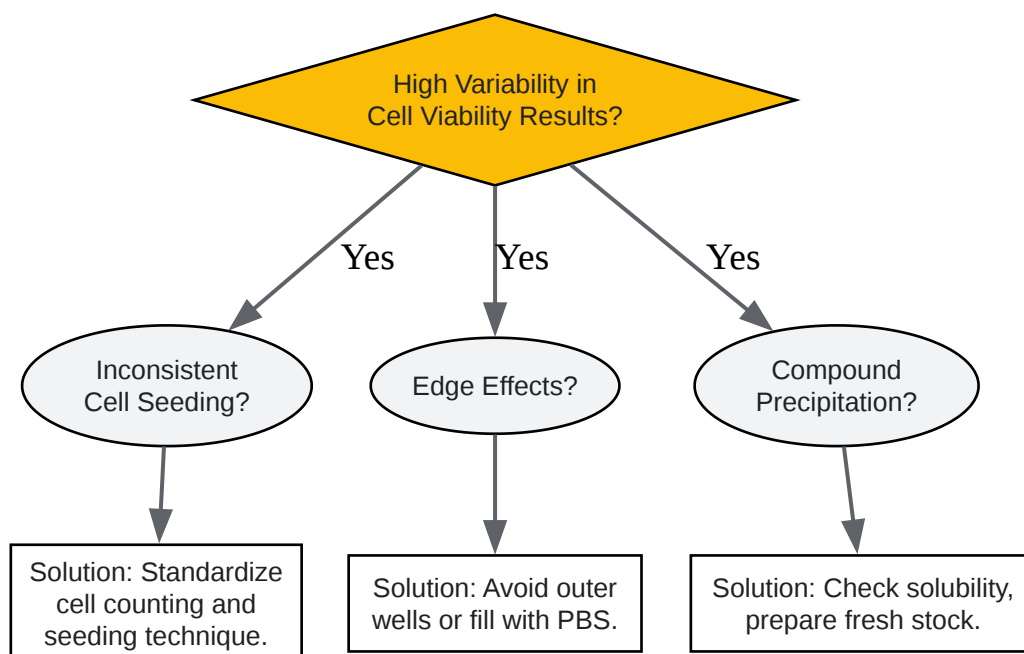 High Variability in
Cell Viability Results?
Yes
Yes
Yes
Inconsistent
Cell Seeding?
Edge Effects?
Compound
Precipitation?
Solution: Standardize
cell counting and
seeding technique.
Solution: Avoid outer
wells or fill with PBS.
Solution: Check solubility,
prepare fresh stock.